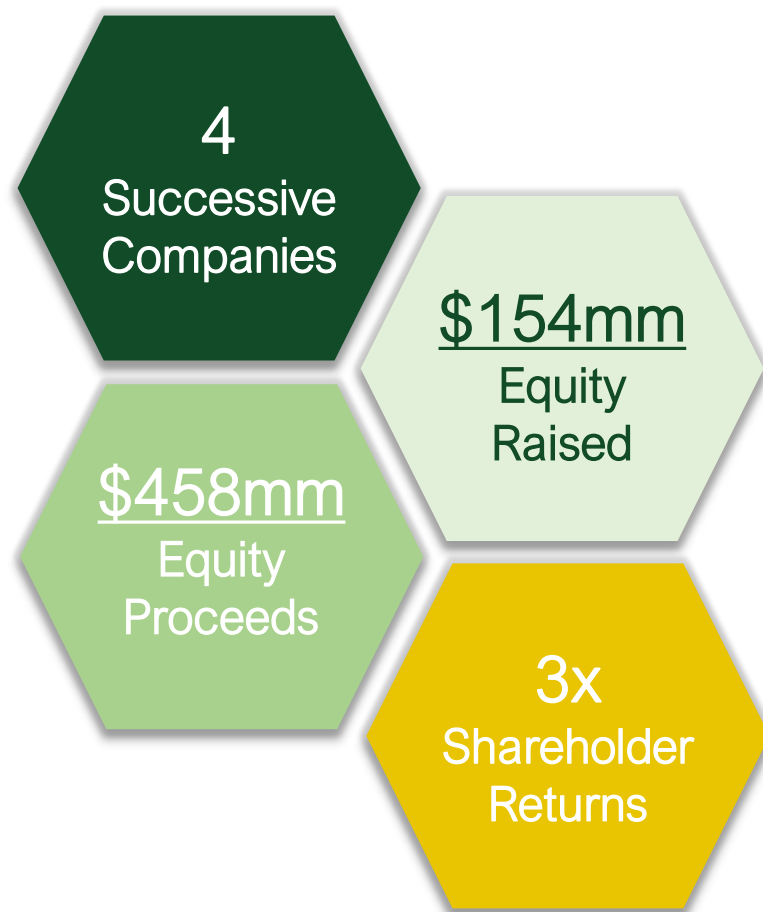 4
Successive
Companies
$154mm
Equity
Raised
$458mm
Equity
Proceeds
3x
Shareholder
Returns